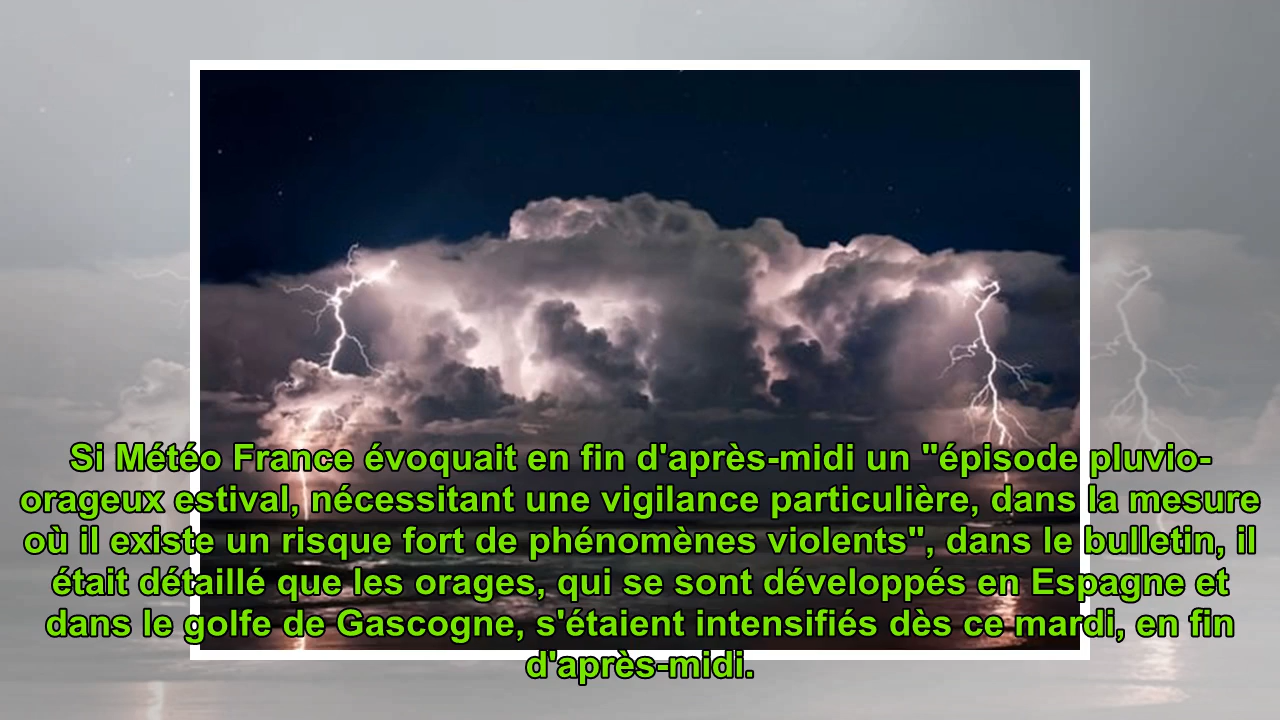 Si Météo France évoquait en fin d'après-midi un "épisode pluvio-
orageux estival, nécessitant une vigilance particulière, dans la mesure
où il existe un risque fort de phénomènes violents", dans le bulletin, il
était détaillé que les orages, qui se sont développés en Espagne et
dans le golfe de Gascogne, s'étaient intensifiés dès ce mardi, en fin
d'après-midi.